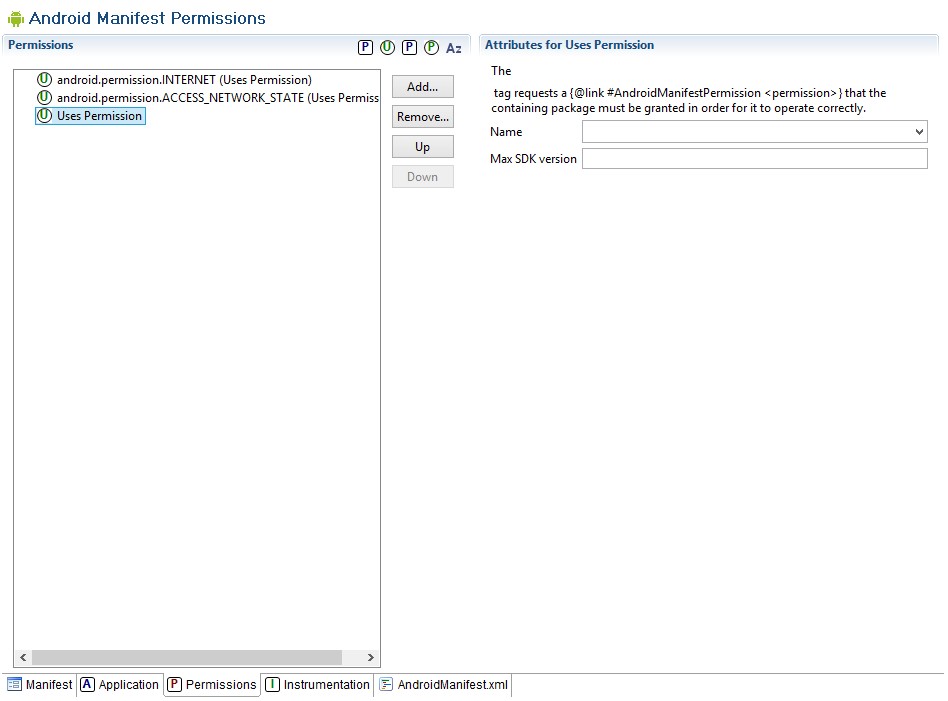 Android Manifest Permissions
Permissions
P U P P Az
U android.permission.INTERNET (Uses Permission)
U android.permission.ACCESS_NETWORK_STATE (Uses Permiss
U Uses Permission
Add...
Remove...
Up
Down
Attributes for Uses Permission
The
tag requests a {@link #AndroidManifestPermission <permission>} that the
containing package must be granted in order for it to operate correctly.
Name
Max SDK version
Manifest A Application P Permissions I Instrumentation AndroidManifest.xml